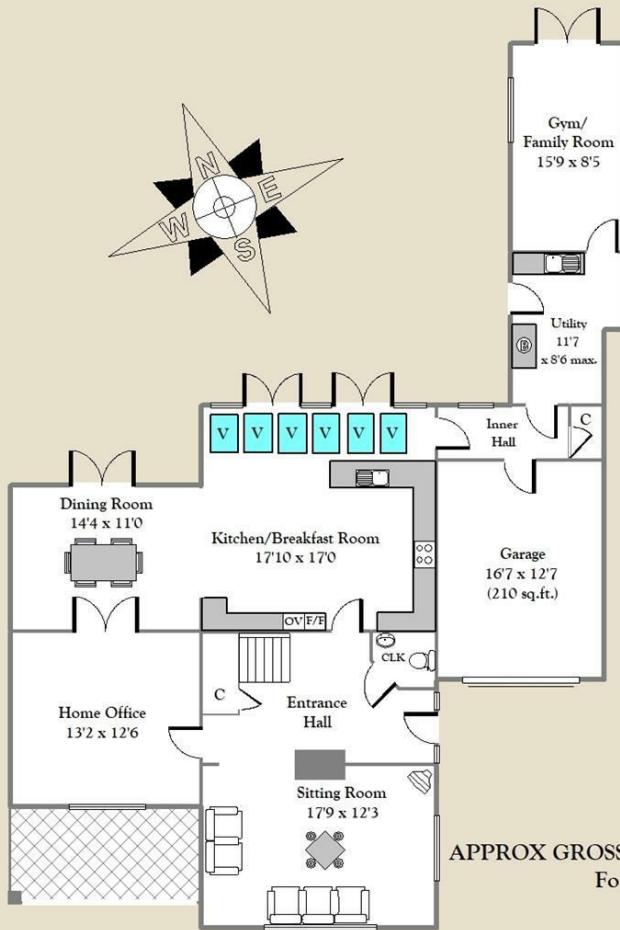 Gym/
Family Room
15'9 x 8'5
N
E
W
S
Utility
11'7
x 8'6 max.
B
V V V V V V
Inner
Hall
C
Dining Room
14'4 x 11'0
Kitchen/Breakfast Room
17'10 x 17'0
Garage
16'7 x 12'7
(210 sq.ft.)
OV F/F
CLK
C
Entrance
Hall
Home Office
13'2 x 12'6
Sitting Room
17'9 x 12'3
APPROX GROSS
Fo